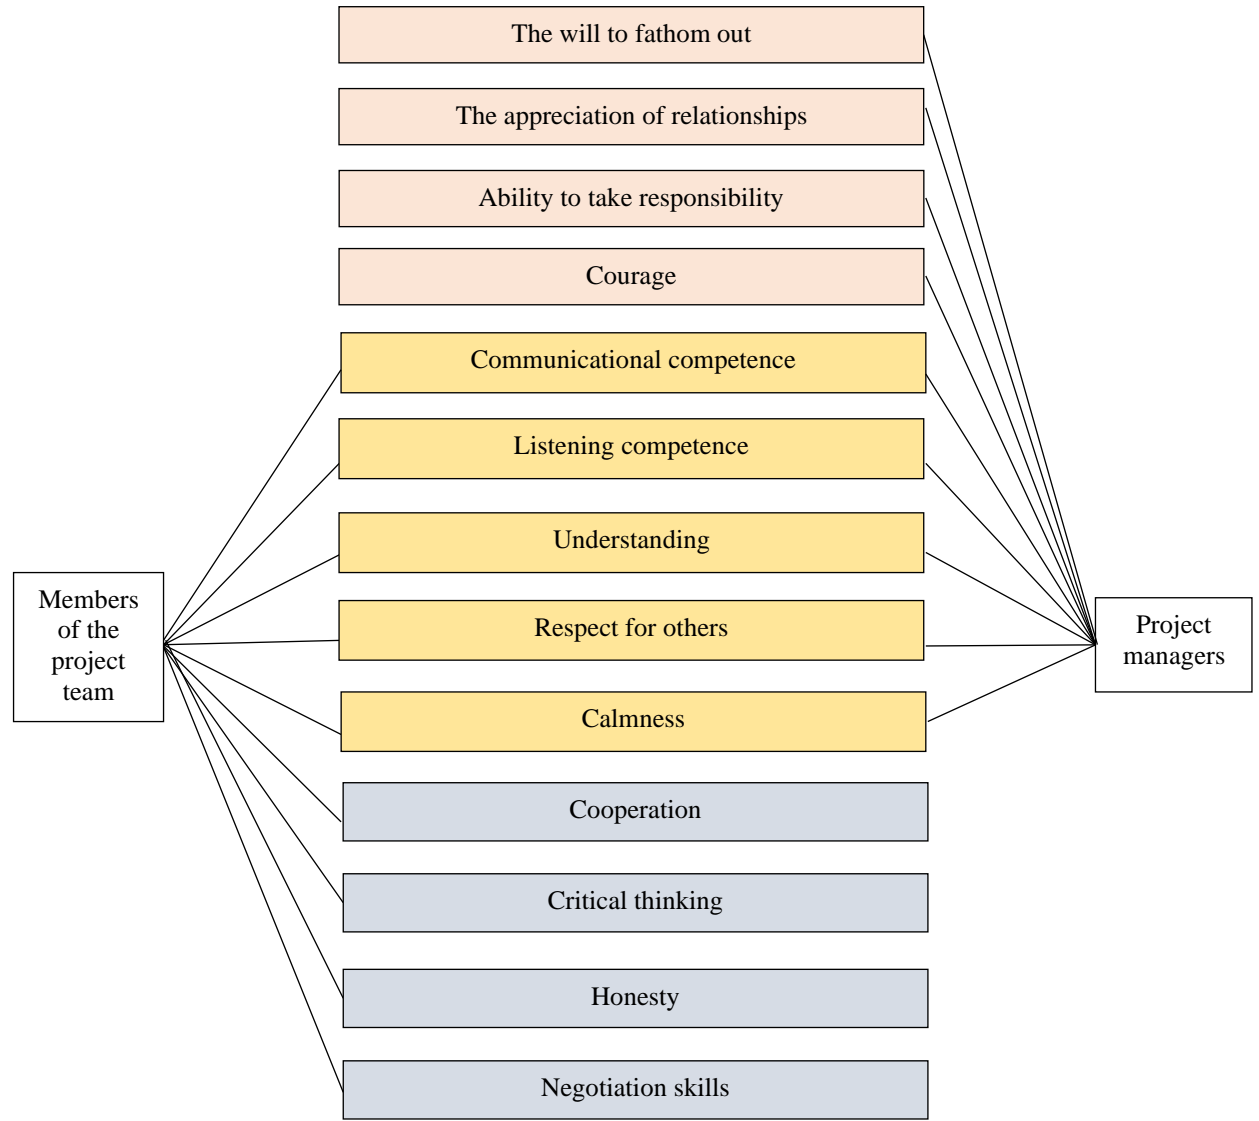 The will to fathom out
The appreciation of relationships
Ability to take responsibility
Courage
Communicational competence
Listening competence
Understanding
Respect for others
Calmness
Cooperation
Critical thinking
Honesty
Negotiation skills
Members
of the
project
team
Project
managers